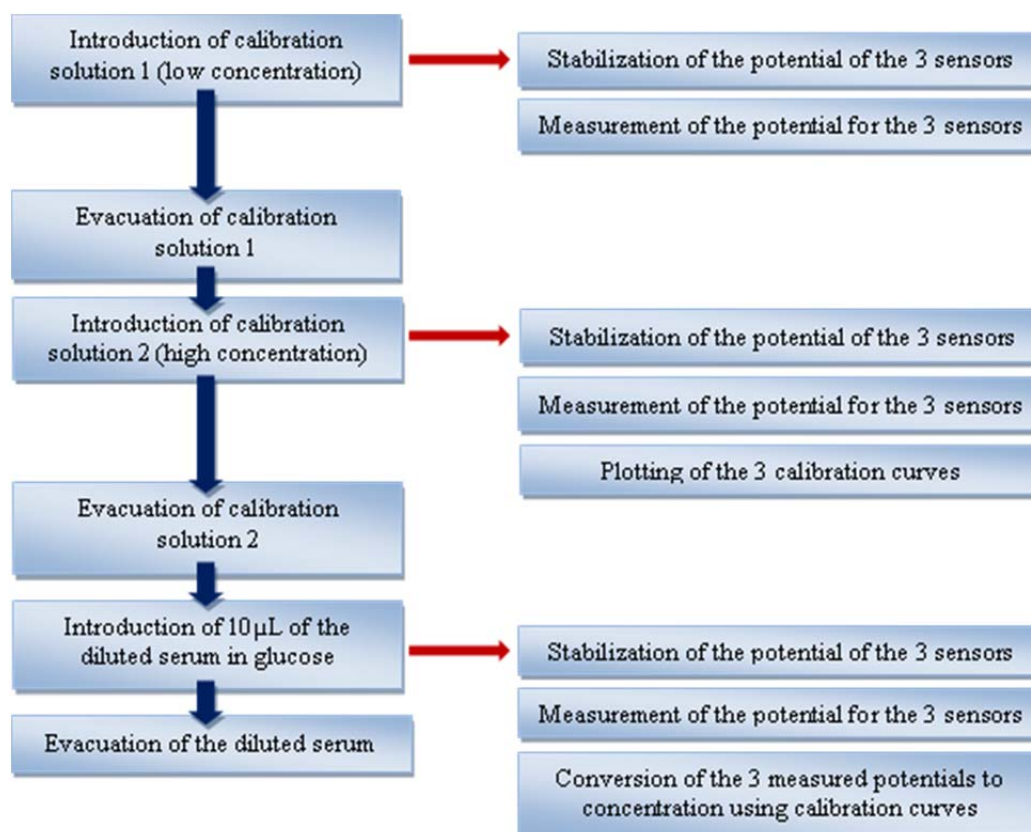 Introduction of calibration
solution 1 (low concentration)
Stabilization of the potential of the 3 sensors
Measurement of the potential for the 3 sensors
Evacuation of calibration
solution 1
Introduction of calibration
solution 2 (high concentration)
Stabilization of the potential of the 3 sensors
Measurement of the potential for the 3 sensors
Plotting of the 3 calibration curves
Evacuation of calibration
solution 2
Introduction of 10 µL of the
diluted serum in glucose
Stabilization of the potential of the 3 sensors
Measurement of the potential for the 3 sensors
Conversion of the 3 measured potentials to
concentration using calibration curves
Evacuation of the diluted serum